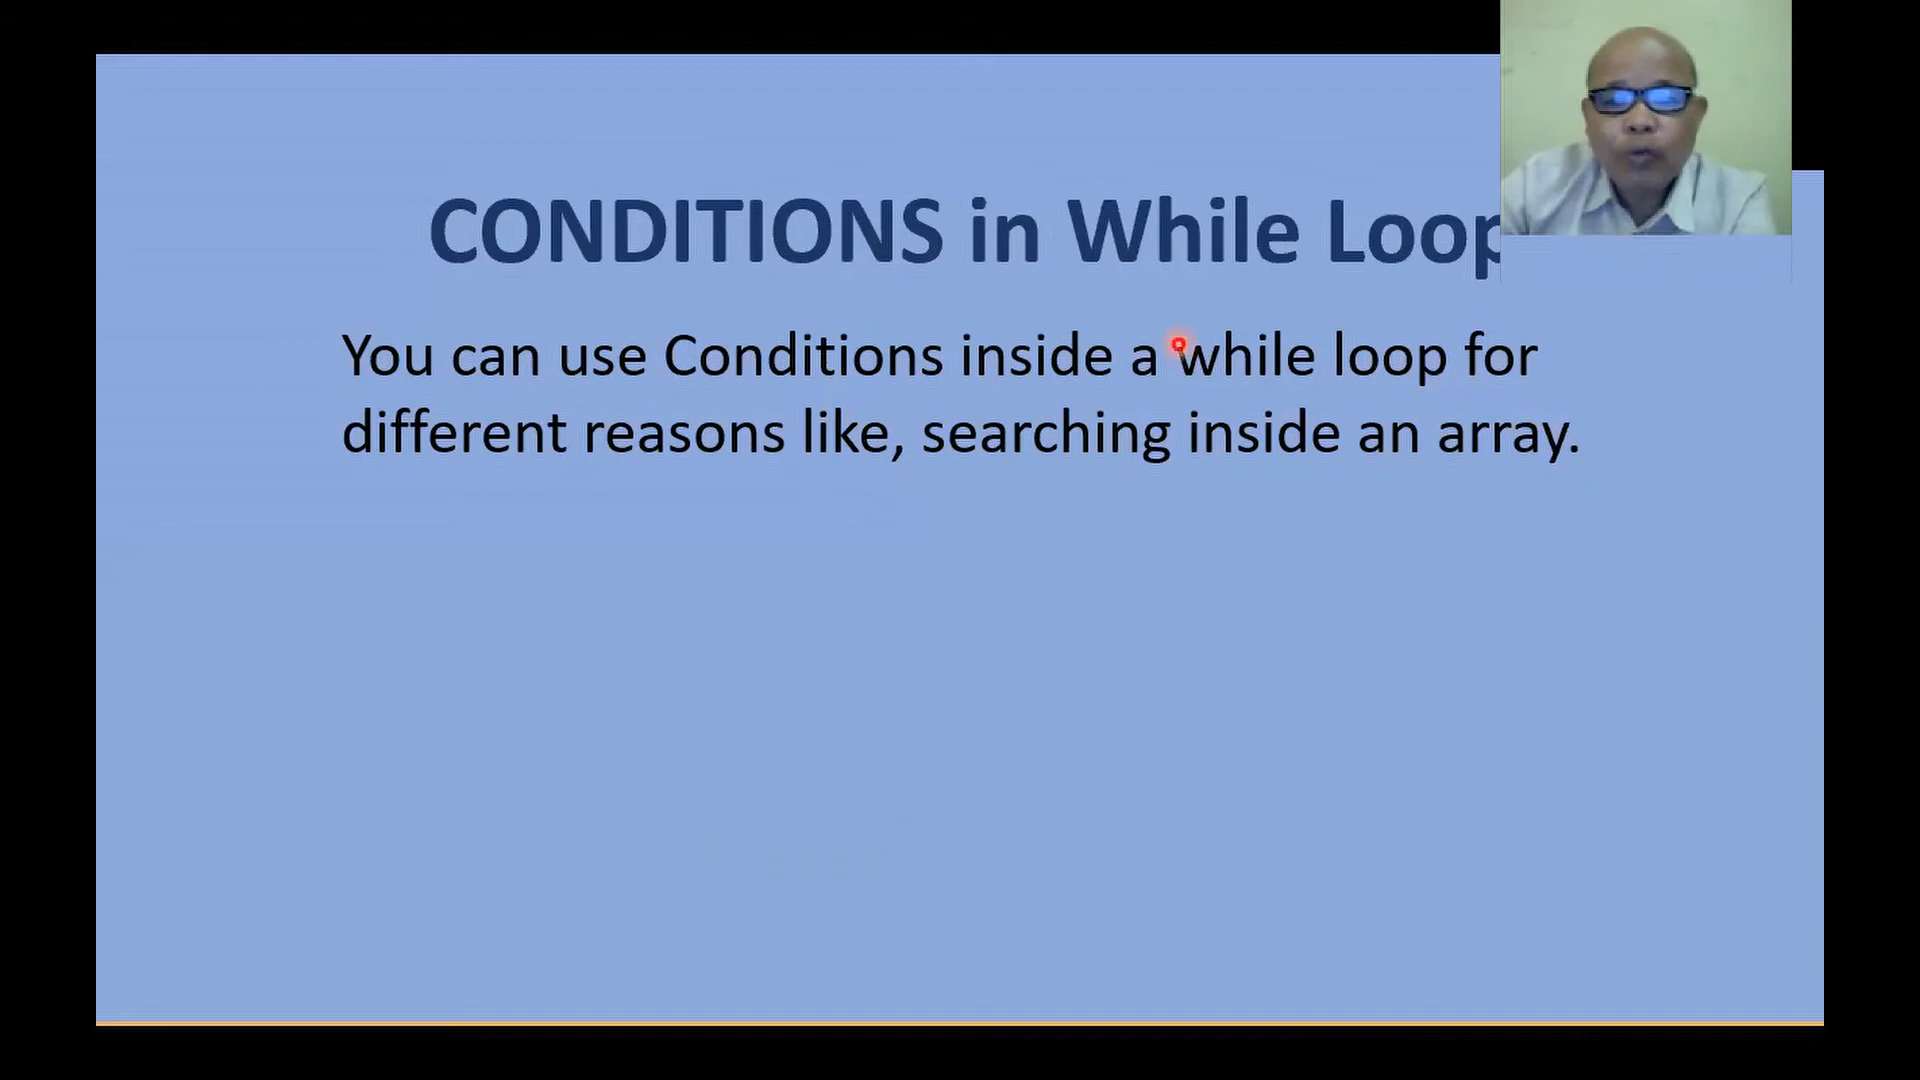 CONDITIONS in While Loop
You can use Conditions inside a while loop for
different reasons like, searching inside an array.